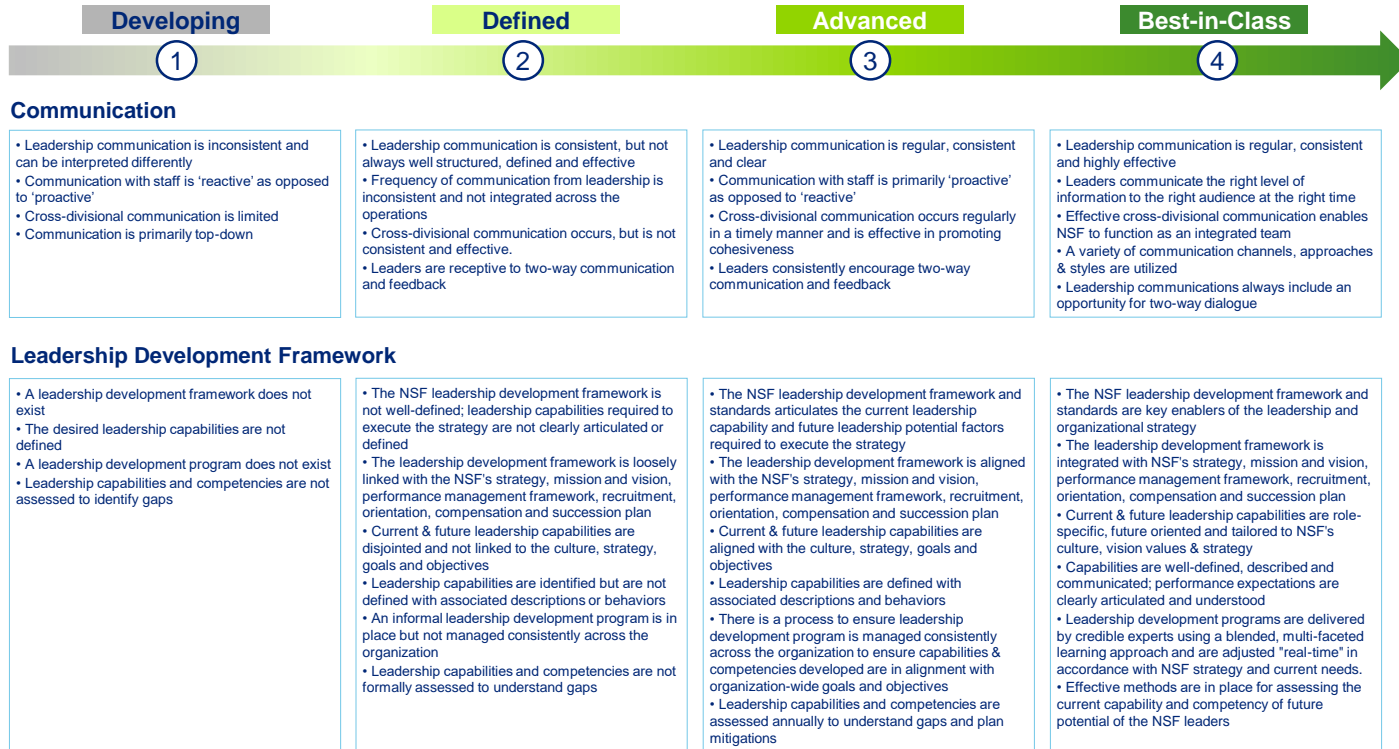 Developing
Defined
Advanced
Best-in-Class
1
2
3
4
Communication
• Leadership communication is inconsistent and
can be interpreted differently
• Communication with staff is ‘reactive’ as opposed
to ‘proactive’
• Cross-divisional communication is limited
• Communication is primarily top-down
• Leadership communication is consistent, but not
always well structured, defined and effective
• Frequency of communication from leadership is
inconsistent and not integrated across the
operations
• Cross-divisional communication occurs, but is not
consistent and effective.
• Leaders are receptive to two-way communication
and feedback
• Leadership communication is regular, consistent
and clear
• Communication with staff is primarily ‘proactive’
as opposed to ‘reactive’
• Cross-divisional communication occurs regularly
in a timely manner and is effective in promoting
cohesiveness
• Leaders consistently encourage two-way
communication and feedback
• Leadership communication is regular, consistent
and highly effective
• Leaders communicate the right level of
information to the right audience at the right time
• Effective cross-divisional communication enables
NSF to function as an integrated team
• A variety of communication channels, approaches
& styles are utilized
• Leadership communications always include an
opportunity for two-way dialogue
Leadership Development Framework
• A leadership development framework does not
exist
• The desired leadership capabilities are not
defined
• A leadership development program does not exist
• Leadership capabilities and competencies are not
assessed to identify gaps
• The NSF leadership development framework is
not well-defined; leadership capabilities required to
execute the strategy are not clearly articulated or
defined
• The leadership development framework is loosely
linked with the NSF’s strategy, mission and vision,
performance management framework, recruitment,
orientation, compensation and succession plan
• Current & future leadership capabilities are
disjointed and not linked to the culture, strategy,
goals and objectives
• Leadership capabilities are identified but are not
defined with associated descriptions or behaviors
• An informal leadership development program is in
place but not managed consistently across the
organization
• Leadership capabilities and competencies are not
formally assessed to understand gaps
• The NSF leadership development framework and
standards articulates the current leadership
capability and future leadership potential factors
required to execute the strategy
• The leadership development framework is aligned
with the NSF’s strategy, mission and vision,
performance management framework, recruitment,
orientation, compensation and succession plan
• Current & future leadership capabilities are
aligned with the culture, strategy, goals and
objectives
• Leadership capabilities are defined with
associated descriptions and behaviors
• There is a process to ensure leadership
development program is managed consistently
across the organization to ensure capabilities &
competencies developed are in alignment with
organization-wide goals and objectives
• Leadership capabilities and competencies are
assessed annually to understand gaps and plan
mitigations
• The NSF leadership development framework and
standards are key enablers of the leadership and
organizational strategy
• The leadership development framework is
integrated with NSF’s strategy, mission and vision,
performance management framework, recruitment,
orientation, compensation and succession plan
• Current & future leadership capabilities are role-
specific, future oriented and tailored to NSF’s
culture, vision values & strategy
• Capabilities are well-defined, described and
communicated; performance expectations are
clearly articulated and understood
• Leadership development programs are delivered
by credible experts using a blended, multi-faceted
learning approach and are adjusted "real-time" in
accordance with NSF strategy and current needs.
• Effective methods are in place for assessing the
current capability and competency of future
potential of the NSF leaders